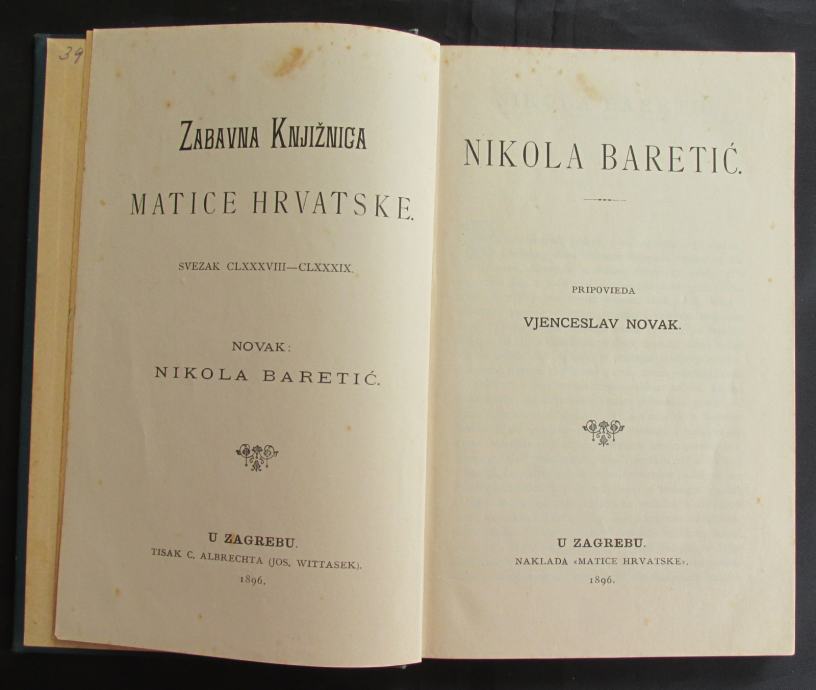 39
ZABAVNA KNJIŽNICA
MATICE HRVATSKE.
SVEZAK CLXXXVIII—CLXXXIX.
NOVAK:
NIKOLA BARETIĆ.
U ZAGREBU.
TISAK C. ALBRECHTA (JOS. WITTASEK).
1896.
NIKOLA BARETIĆ.
PRIPOVIEDA
VJENCESLAV NOVAK.
U ZAGREBU.
NAKLADA «MATICE HRVATSKE».
1896.